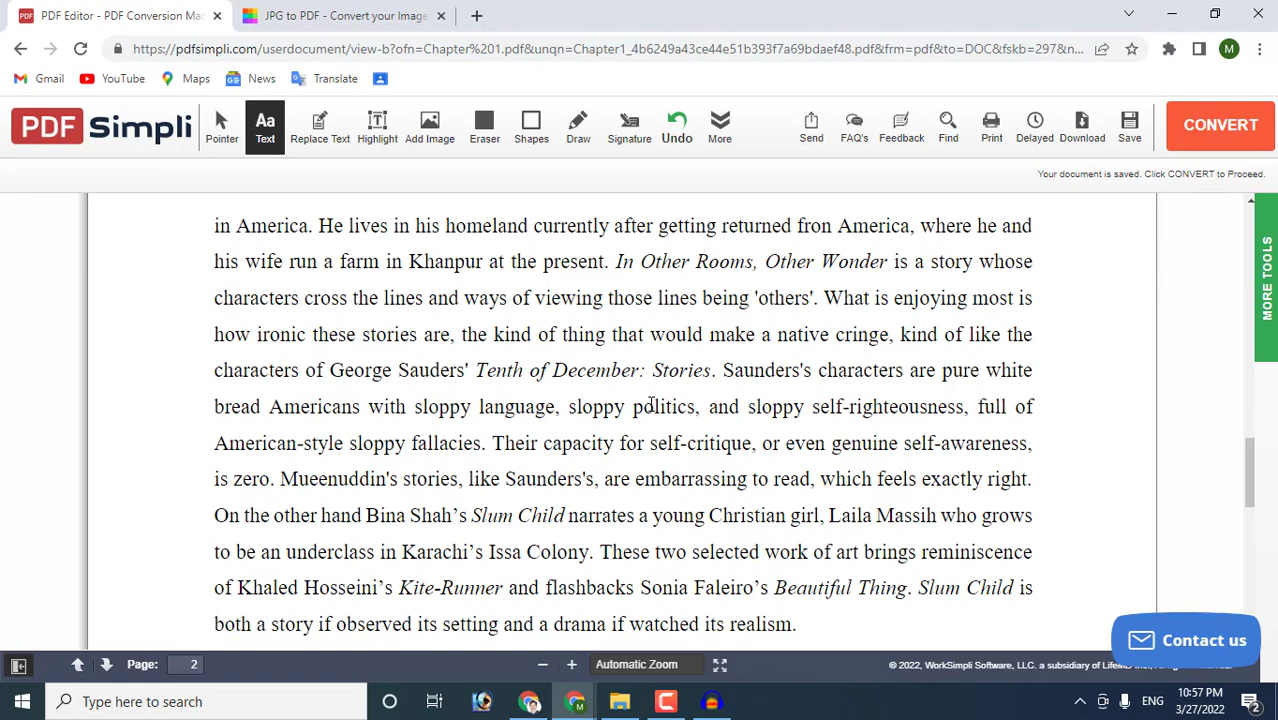 PDF Editor - PDF Conversion Mac
JPG to PDF - Convert your Image
https://pdfsimpli.com/userdocument/view-b?ofn=Chapter%201.pdf&unqn=Chapter1_4b6249a43ce44e51b393f7a69bdaef48.pdf&frm=pdf&to=DOC&fskb=297&n...
M
Gmail
YouTube
Maps
News
Translate
PDF Simpli
Pointer
Aa
Text
Replace Text
Highlight
Add Image
Eraser
Shapes
Draw
Signature
Undo
More
Send
FAQ's
Feedback
Find
Print
Delayed
Download
Save
CONVERT
Your document is saved. Click CONVERT to Proceed.
in America. He lives in his homeland currently after getting returned fron America, where he and
his wife run a farm in Khanpur at the present. In Other Rooms, Other Wonder is a story whose
characters cross the lines and ways of viewing those lines being 'others'. What is enjoying most is
how ironic these stories are, the kind of thing that would make a native cringe, kind of like the
characters of George Sauders' Tenth of December: Stories. Saunders's characters are pure white
bread Americans with sloppy language, sloppy politics, and sloppy self-righteousness, full of
American-style sloppy fallacies. Their capacity for self-critique, or even genuine self-awareness,
is zero. Mueenuddin's stories, like Saunders's, are embarrassing to read, which feels exactly right.
On the other hand Bina Shah’s Slum Child narrates a young Christian girl, Laila Massih who grows
to be an underclass in Karachi’s Issa Colony. These two selected work of art brings reminiscence
of Khaled Hosseini’s Kite-Runner and flashbacks Sonia Faleiro’s Beautiful Thing. Slum Child is
both a story if observed its setting and a drama if watched its realism.
MORE TOOLS
Contact us
Page: 2
Automatic Zoom
© 2022, WorkSimpli Software, LLC. a subsidiary of
Type here to search
M
ENG
10:57 PM
3/27/2022
2